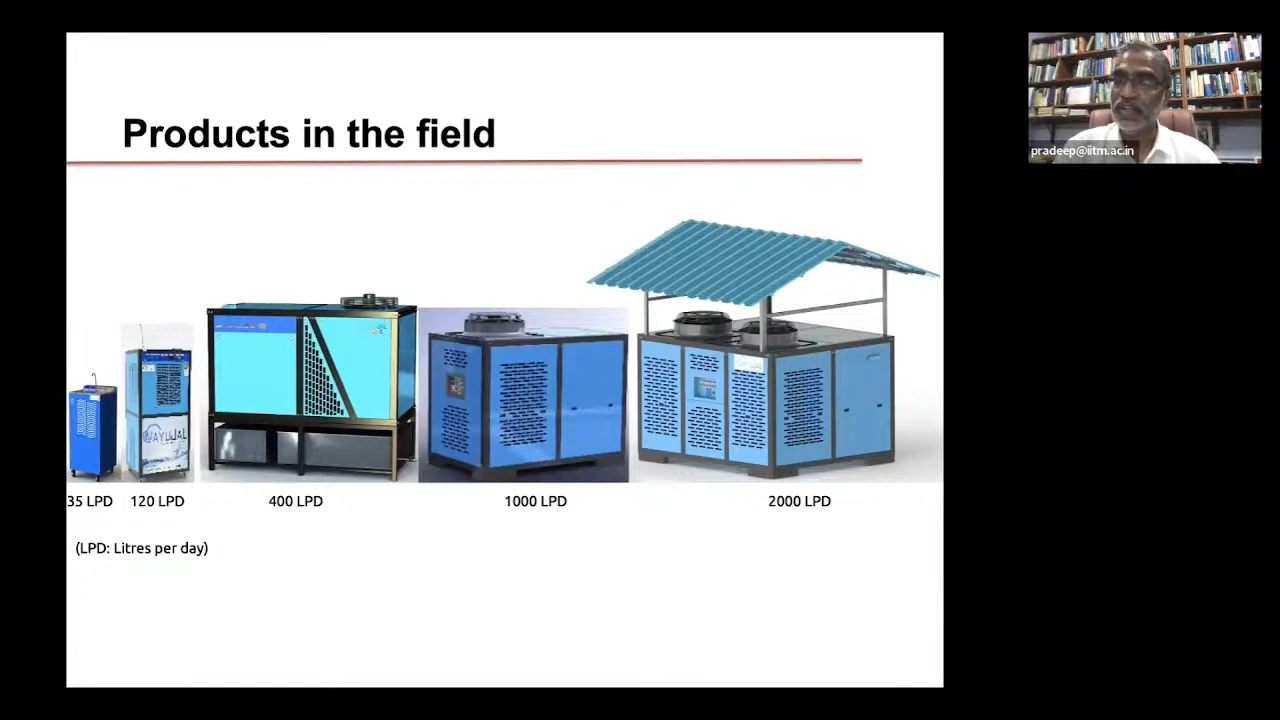 Products in the field
pradeep@iitm.ac.in
VAYUJAL
35 LPD
120 LPD
400 LPD
1000 LPD
2000 LPD
(LPD: Litres per day)